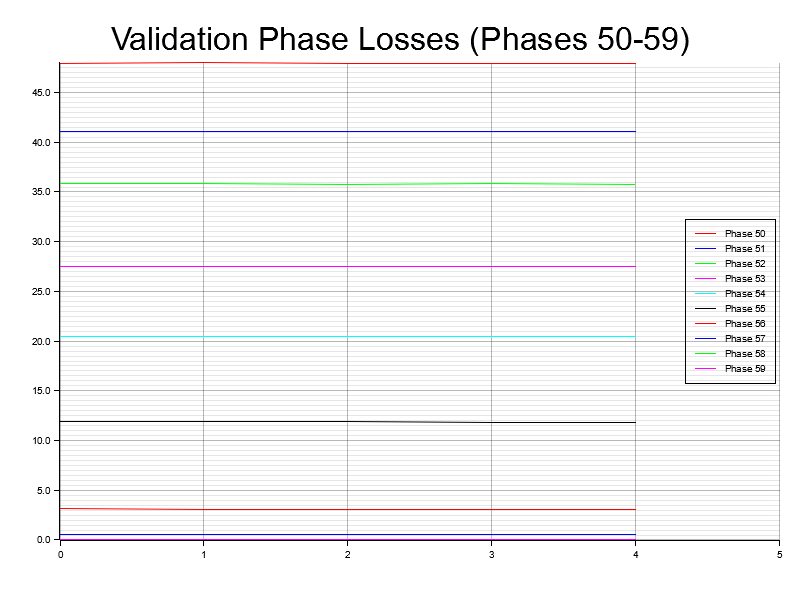 Validation Phase Losses (Phases 50-59)
45.0
40.0
35.0
30.0
25.0
20.0
15.0
10.0
5.0
0.0
0 1 2 3 4 5
Phase 50
Phase 51
Phase 52
Phase 53
Phase 54
Phase 55
Phase 56
Phase 57
Phase 58
Phase 59